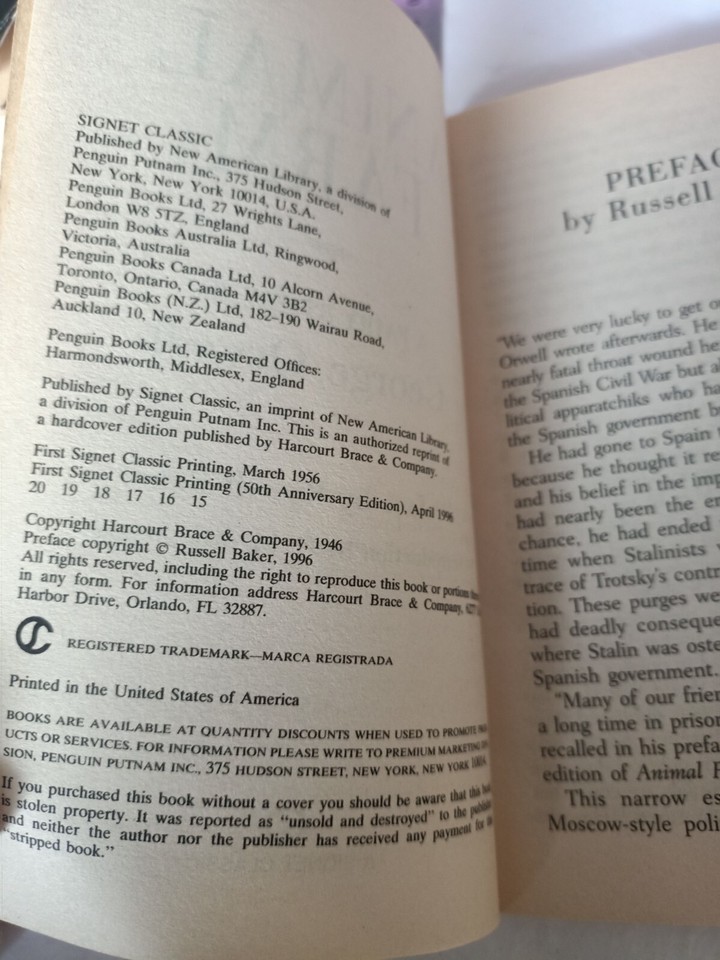 SIGNET CLASSIC
Published by New American Library, a division of
Penguin Putnam Inc., 375 Hudson Street,
New York, New York 10014, U.S.A.
Penguin Books Ltd, 27 Wrights Lane,
London W8 5TZ, England
Penguin Books Australia Ltd, Ringwood,
Victoria, Australia
Penguin Books Canada Ltd, 10 Alcorn Avenue,
Toronto, Ontario, Canada M4V 3B2
Penguin Books (N.Z.) Ltd, 182–190 Wairau Road,
Auckland 10, New Zealand
Penguin Books Ltd, Registered Offices:
Harmondsworth, Middlesex, England
Published by Signet Classic, an imprint of New American Library,
a division of Penguin Putnam Inc. This is an authorized reprint of
a hardcover edition published by Harcourt Brace & Company.
First Signet Classic Printing, March 1956
First Signet Classic Printing (50th Anniversary Edition), April 1996
20 19 18 17 16 15
Copyright Harcourt Brace & Company, 1946
Preface copyright © Russell Baker, 1996
All rights reserved, including the right to reproduce this book or portions
in any form. For information address Harcourt Brace & Company, 627
Harbor Drive, Orlando, FL 32887.
REGISTERED TRADEMARK—MARCA REGISTRADA
Printed in the United States of America
BOOKS ARE AVAILABLE AT QUANTITY DISCOUNTS WHEN USED TO PROMOTE
UCTS OR SERVICES. FOR INFORMATION PLEASE WRITE TO PREMIUM MARKETING
SION, PENGUIN PUTNAM INC., 375 HUDSON STREET, NEW YORK, NEW YORK 10014.
If you purchased this book without a cover you should be aware that this
is stolen property. It was reported as “unsold and destroyed” to the
and neither the author nor the publisher has received any payment for
“stripped book.”
PREFAC
by Russell
“We were very lucky to get
Orwell wrote afterwards. He
nearly fatal throat wound he
the Spanish Civil War but
litical apparatchiks who ha
the Spanish government b
He had gone to Spain
because he thought it re
and his belief in the imp
had nearly been the
chance, he had ended
time when Stalinists
trace of Trotsky’s contr
tion. These purges we
had deadly conseque
where Stalin was oste
Spanish government.
“Many of our frien
a long time in prison
recalled in his prefa
edition of Animal F
This narrow es
Moscow-style poli